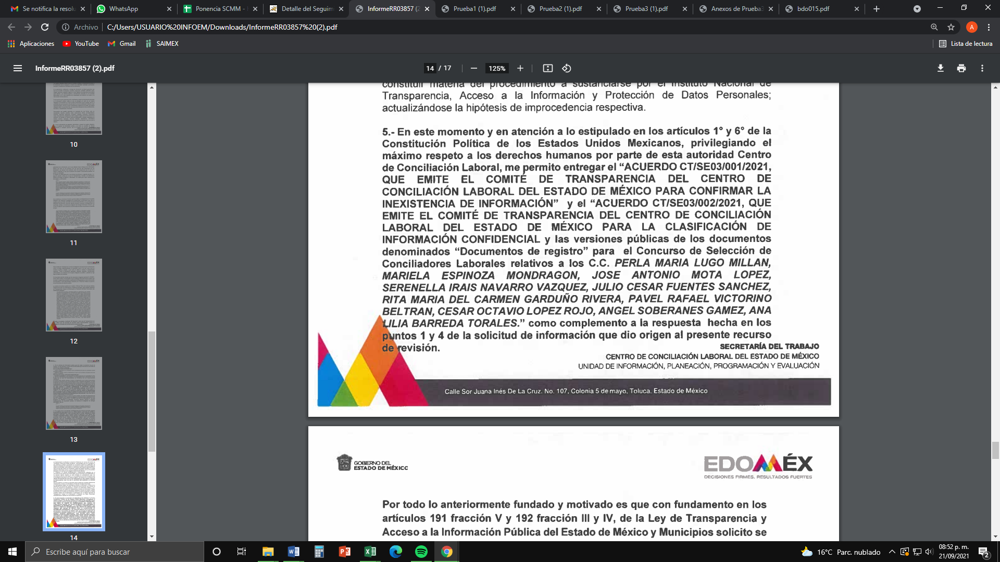 Se notifica la resolu
WhatsApp
Ponencia SCMM -
Detalle del Seguim
InformeRR03857 (2
Prueba1 (1).pdf
Prueba2 (1).pdf
Prueba3 (1).pdf
Anexos de Prueba3
bdo015.pdf
Archivo
C:/Users/USUARIO%20INFOEM/Downloads/InformeRR03857%20(2).pdf
A
Aplicaciones
YouTube
Gmail
SAIMEX
Lista de lectura
InformeRR03857 (2).pdf
14 / 17
125%
10
11
12
13
14
constituir materia del procedimiento a sustanciarse por el Instituto Nacional de
Transparencia, Acceso a la Información y Protección de Datos Personales;
actualizándose la hipótesis de improcedencia respectiva.
5.- En este momento y en atención a lo estipulado en los artículos 1° y 6° de la
Constitución Política de los Estados Unidos Mexicanos, privilegiando el
máximo respeto a los derechos humanos por parte de esta autoridad Centro
de Conciliación Laboral, me permito entregar el “ACUERDO CT/SE03/001/2021,
QUE EMITE EL COMITÉ DE TRANSPARENCIA DEL CENTRO DE
CONCILIACIÓN LABORAL DEL ESTADO DE MÉXICO PARA CONFIRMAR LA
INEXISTENCIA DE INFORMACIÓN” y el “ACUERDO CT/SE03/002/2021, QUE
EMITE EL COMITÉ DE TRANSPARENCIA DEL CENTRO DE CONCILIACIÓN
LABORAL DEL ESTADO DE MÉXICO PARA LA CLASIFICACIÓN DE
INFORMACIÓN CONFIDENCIAL y las versiones públicas de los documentos
denominados “Documentos de registro” para el Concurso de Selección de
Conciliadores Laborales relativos a los C.C. PERLA MARIA LUGO MILLAN,
MARIELA ESPINOZA MONDRAGON, JOSE ANTONIO MOTA LOPEZ,
SERENELLA IRAIS NAVARRO VAZQUEZ, JULIO CESAR FUENTES SANCHEZ,
RITA MARIA DEL CARMEN GARDUÑO RIVERA, PAVEL RAFAEL VICTORINO
BELTRAN, CESAR OCTAVIO LOPEZ ROJO, ANGEL SOBERANES GAMEZ, ANA
LILIA BARREDA TORALES.” como complemento a la respuesta hecha en los
puntos 1 y 4 de la solicitud de información que dio origen al presente recurso
de revisión.
SECRETARÍA DEL TRABAJO
CENTRO DE CONCILIACIÓN LABORAL DEL ESTADO DE MÉXICO
UNIDAD DE INFORMACIÓN, PLANEACIÓN, PROGRAMACIÓN Y EVALUACIÓN
Calle Sor Juana Inés De La Cruz. No. 107, Colonia 5 de mayo, Toluca. Estado de México
GOBIERNO DEL
ESTADO DE MÉXICO
EDOMÉX
DECISIONES FIRMES, RESULTADOS FUERTES
Por todo lo anteriormente fundado y motivado es que con fundamento en los
artículos 191 fracción V y 192 fracción III y IV, de la Ley de Transparencia y
Acceso a la Información Pública del Estado de México y Municipios solicito se
Escribe aquí para buscar
16°C Parc. nublado
08:52 p. m.
21/09/2021
2